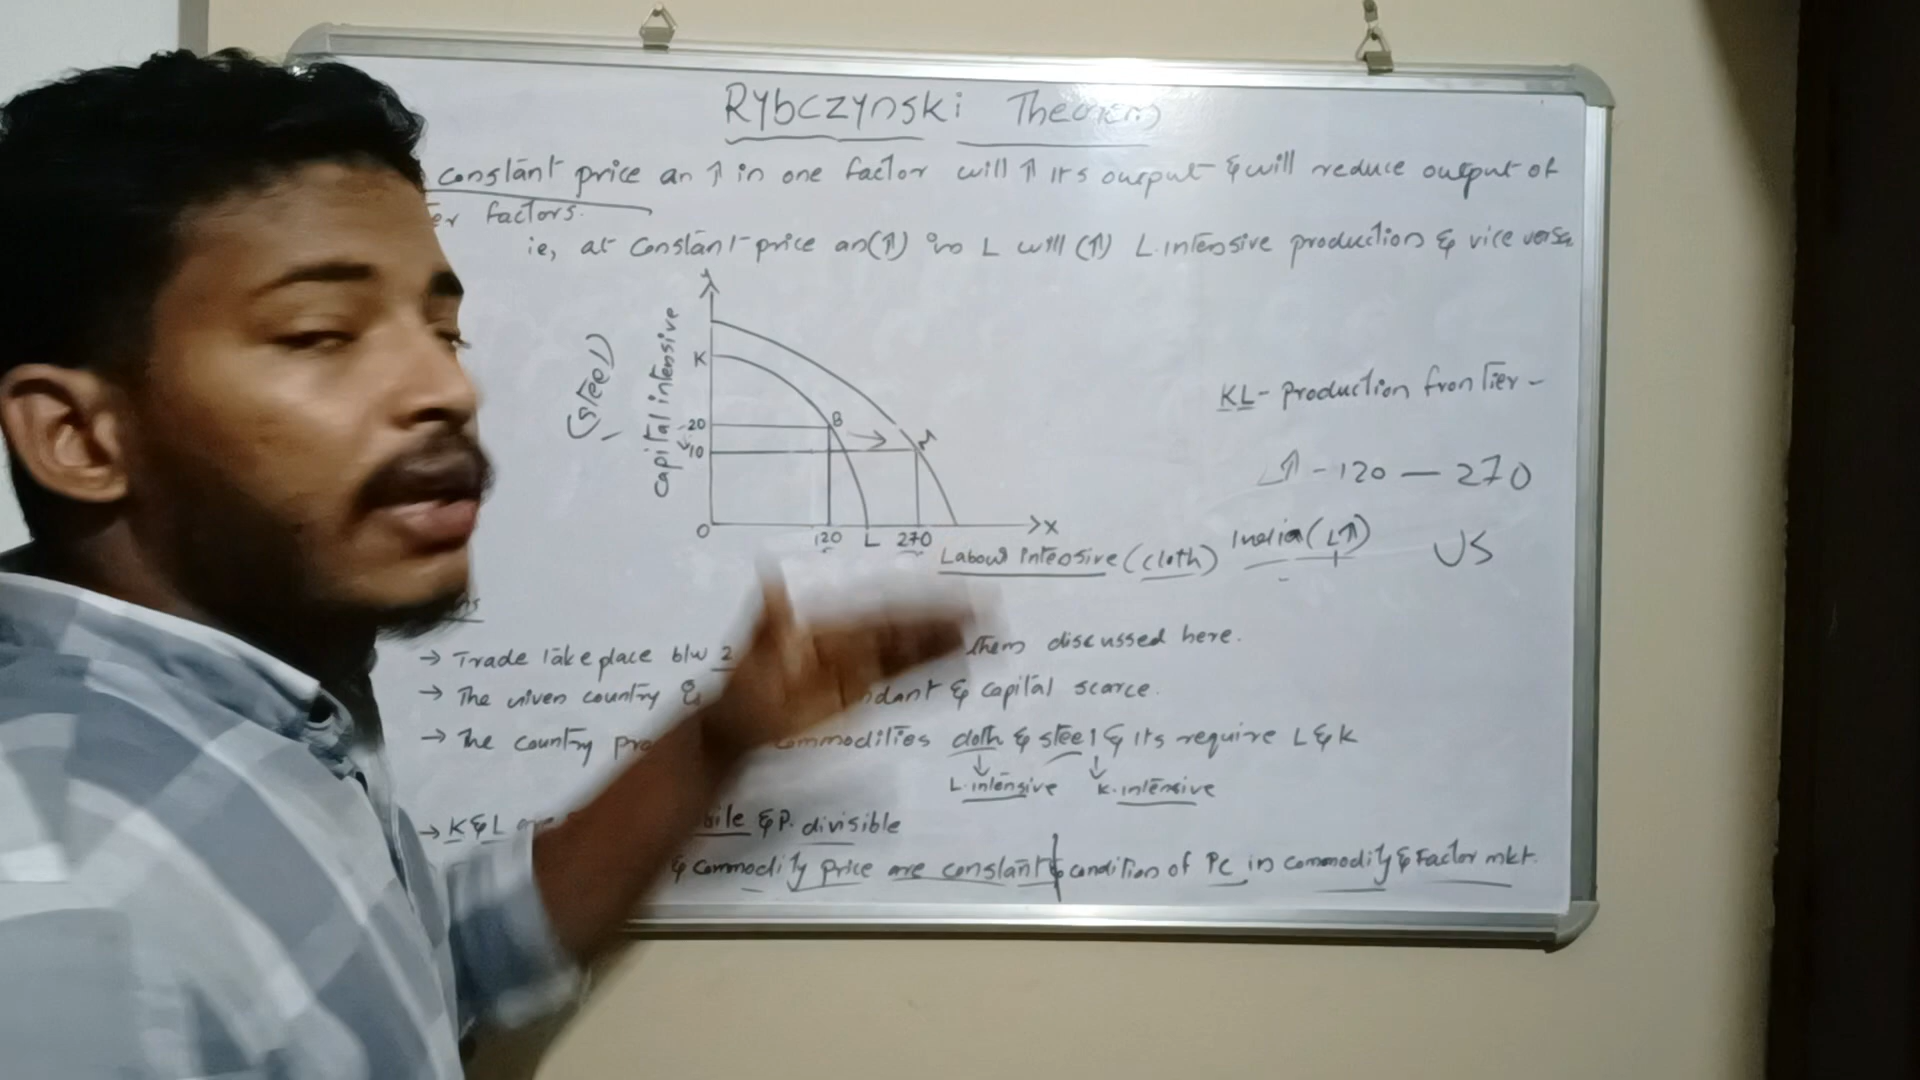 Rybczynski Theorem
constant price an ↑ in one factor will ↑ its output & will reduce output of
er factors.
ie, at constant price an (↑) in L will (↑) L.intensive production & vice versa
Y
(steel)
Capital intensive
K
20
10
B
O
120 L 270
X
Labour Intensive (cloth)
KL - Production frontier -
L↑ - 120 — 270
India (L↑) US
→ Trade take place b/w 2 them discussed here.
→ The given country & capital scarce.
→ The country commodities cloth & steel & its require L & K
L.intensive K.intensive
→ K & L & P. divisible
& commodity price are constant & condition of PC in commodity & Factor mkt.